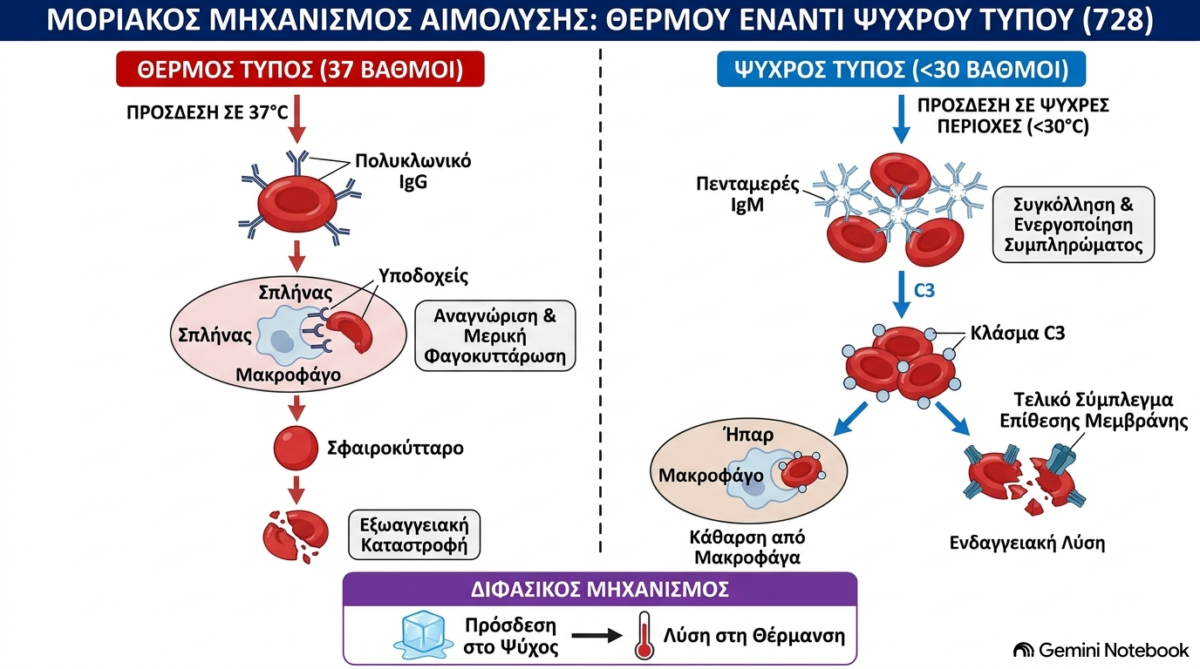 ΜΟΡΙΑΚΟΣ ΜΗΧΑΝΙΣΜΟΣ ΑΙΜΟΛΥΣΗΣ: ΘΕΡΜΟΥ ΕΝΑΝΤΙ ΨΥΧΡΟΥ ΤΥΠΟΥ (728)
ΘΕΡΜΟΣ ΤΥΠΟΣ (37 ΒΑΘΜΟΙ)
ΠΡΟΣΔΕΣΗ ΣΕ 37°C
Πολυκλωνικό
IgG
Υποδοχείς
Σπλήνας
Σπλήνας
Μακροφάγο
Αναγνώριση &
Μερική
Φαγοκυττάρωση
Σφαιροκύτταρο
Εξωαγγειακή
Καταστροφή
ΨΥΧΡΟΣ ΤΥΠΟΣ (<30 ΒΑΘΜΟΙ)
ΠΡΟΣΔΕΣΗ ΣΕ ΨΥΧΡΕΣ
ΠΕΡΙΟΧΕΣ (<30°C)
Πενταμερές
IgM
Συγκόλληση &
Ενεργοποίηση
Συμπληρώματος
C3
Κλάσμα C3
Τελικό Σύμπλεγμα
Επίθεσης Μεμβράνης
Ήπαρ
Μακροφάγο
Κάθαρση από
Μακροφάγα
Ενδαγγειακή Λύση
ΔΙΦΑΣΙΚΟΣ ΜΗΧΑΝΙΣΜΟΣ
Πρόσδεση
στο Ψύχος
Λύση στη Θέρμανση
Gemini Notebook